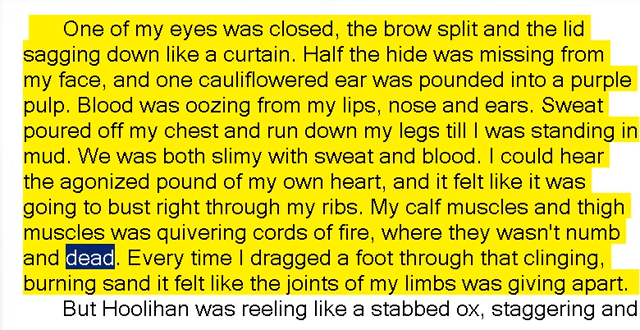 One of my eyes was closed, the brow split and the lid
sagging down like a curtain. Half the hide was missing from
my face, and one cauliflowered ear was pounded into a purple
pulp. Blood was oozing from my lips, nose and ears. Sweat
poured off my chest and run down my legs till I was standing in
mud. We was both slimy with sweat and blood. I could hear
the agonized pound of my own heart, and it felt like it was
going to bust right through my ribs. My calf muscles and thigh
muscles was quivering cords of fire, where they wasn't numb
and dead. Every time I dragged a foot through that clinging,
burning sand it felt like the joints of my limbs was giving apart.
But Hoolihan was reeling like a stabbed ox, staggering and